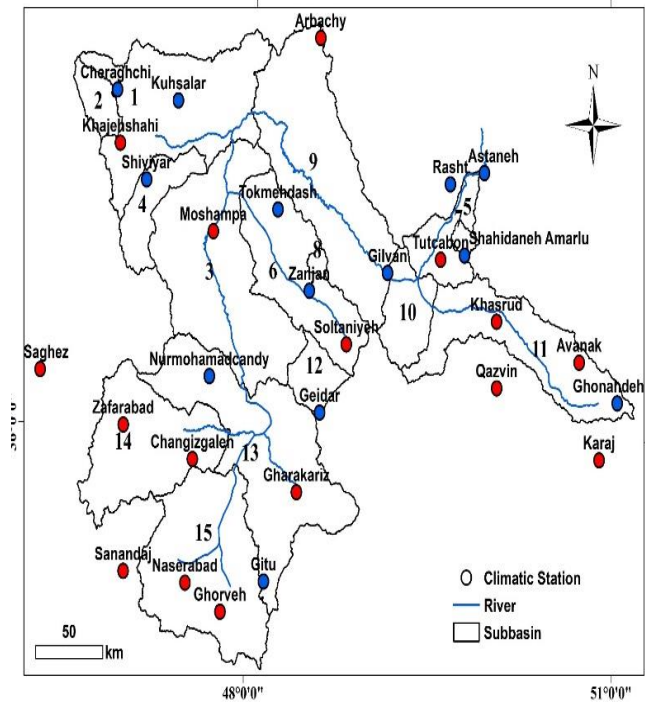 Arbachy
N
Cheraghchi
Kuhsalar
2
1
Khajehshahi
Shiviyar
4
9
Astaneh
Rasht
Tokmehdash
5
7
Moshampa
8
Shahidaneh Amarlu
Tutcabon
Gilvan
3
6
Zanjan
10
Khasrud
Soltaniyeh
11
Avanak
Saghez
Nurmohamadcandy
12
Qazvin
Ghonandeh
Geidar
Zafarabad
14
Changizgaleh
13
Karaj
Gharakariz
15
Sanandaj
Naserabad
Gitu
Ghorveh
Climatic Station
River
Subbasin
50
km
48°0'0"
51°0'0"